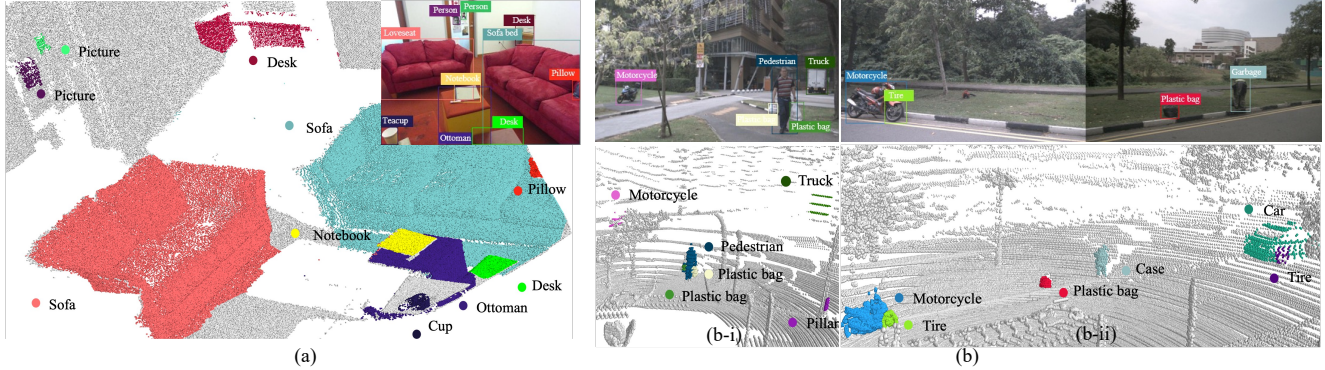 Person
Person
Desk
Loveseat
Sofa bed
Notebook
Pillow
Teacup
Ottoman
Desk
Picture
Picture
Desk
Sofa
Pillow
Notebook
Desk
Sofa
Ottoman
Cup
(a)
Motorcycle
Pedestrian
Truck
Plastic bag
Motorcycle
Tire
Plastic bag
Garbage
Motorcycle
Truck
Pedestrian
Plastic bag
Plastic bag
Pillar
(b-i)
Car
Case
Tire
Plastic bag
Motorcycle
Tire
(b-ii)
(b)